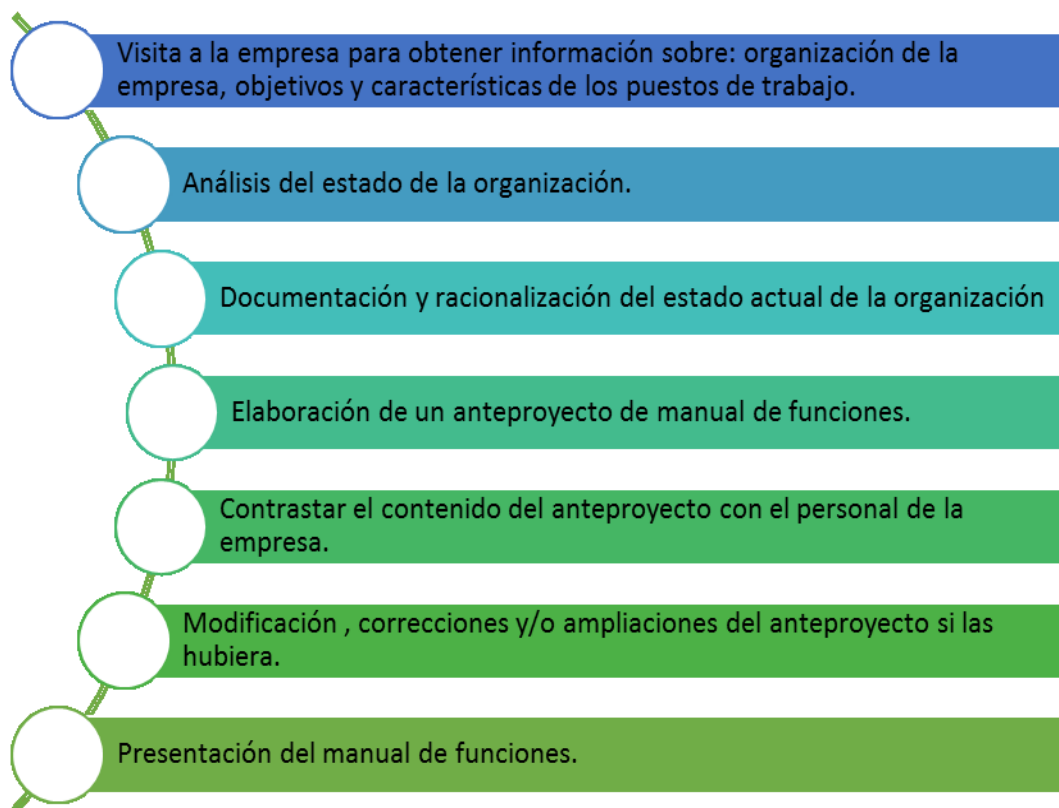 Visita a la empresa para obtener información sobre: organización de la
empresa, objetivos y características de los puestos de trabajo.
Análisis del estado de la organización.
Documentación y racionalización del estado actual de la organización
Elaboración de un anteproyecto de manual de funciones.
Contrastar el contenido del anteproyecto con el personal de la
empresa.
Modificación , correcciones y/o ampliaciones del anteproyecto si las
hubiera.
Presentación del manual de funciones.